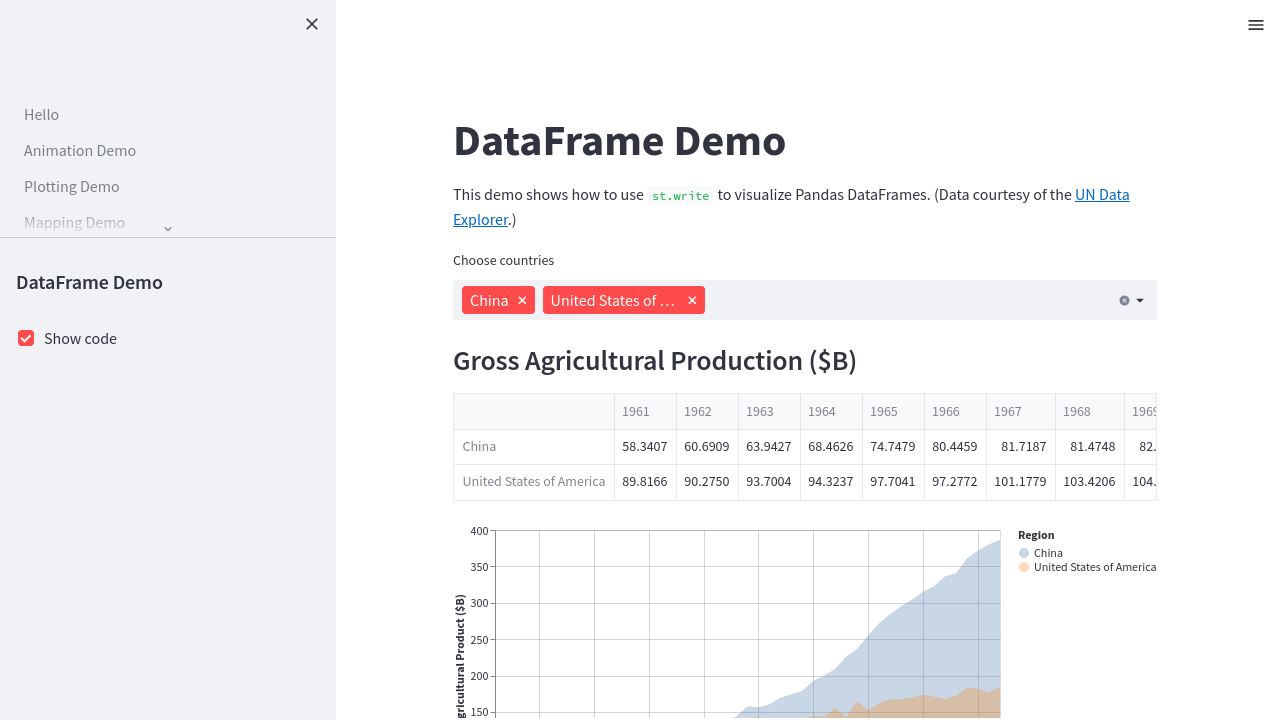 Hello
Animation Demo
Plotting Demo
Mapping Demo
DataFrame Demo
Show code
DataFrame Demo
This demo shows how to use st.write to visualize Pandas DataFrames. (Data courtesy of the UN Data
Explorer.)
Choose countries
China United States of ...
Gross Agricultural Production ($B)
1961 1962 1963 1964 1965 1966 1967 1968 1969
China 58.3407 60.6909 63.9427 68.4626 74.7479 80.4459 81.7187 81.4748 82.
United States of America 89.8166 90.2750 93.7004 94.3237 97.7041 97.2772 101.1779 103.4206 104.
400
350
300
250
200
150
gricultural Product ($B)
Region
China
United States of America